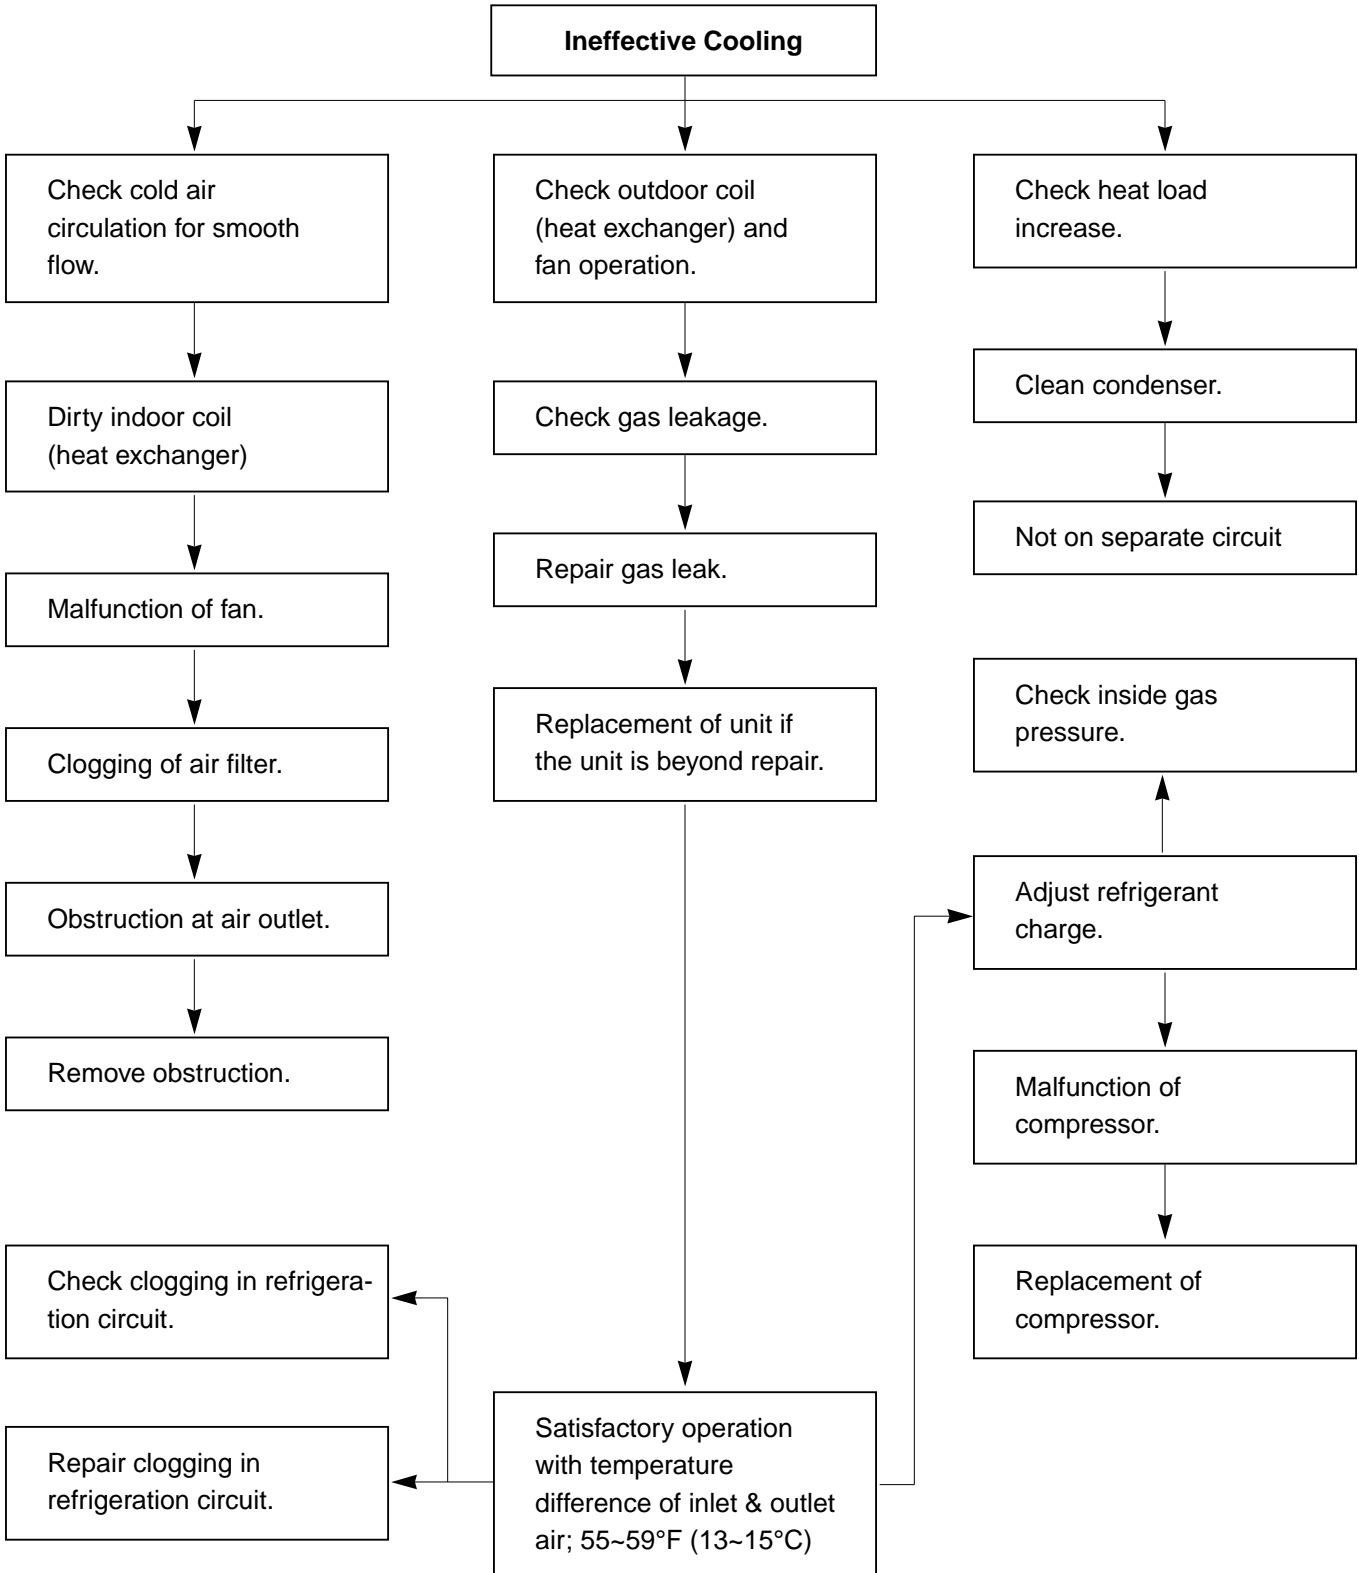 Ineffective Cooling
Check cold air
circulation for smooth
flow.
Dirty indoor coil
(heat exchanger)
Malfunction of fan.
Clogging of air filter.
Obstruction at air outlet.
Remove obstruction.
Check outdoor coil
(heat exchanger) and
fan operation.
Check gas leakage.
Repair gas leak.
Replacement of unit if
the unit is beyond repair.
Check heat load
increase.
Clean condenser.
Not on separate circuit
Check inside gas
pressure.
Adjust refrigerant
charge.
Malfunction of
compressor.
Replacement of
compressor.
Check clogging in refrigera-
tion circuit.
Repair clogging in
refrigeration circuit.
Satisfactory operation
with temperature
difference of inlet & outlet
air; 55~59°F (13~15°C)